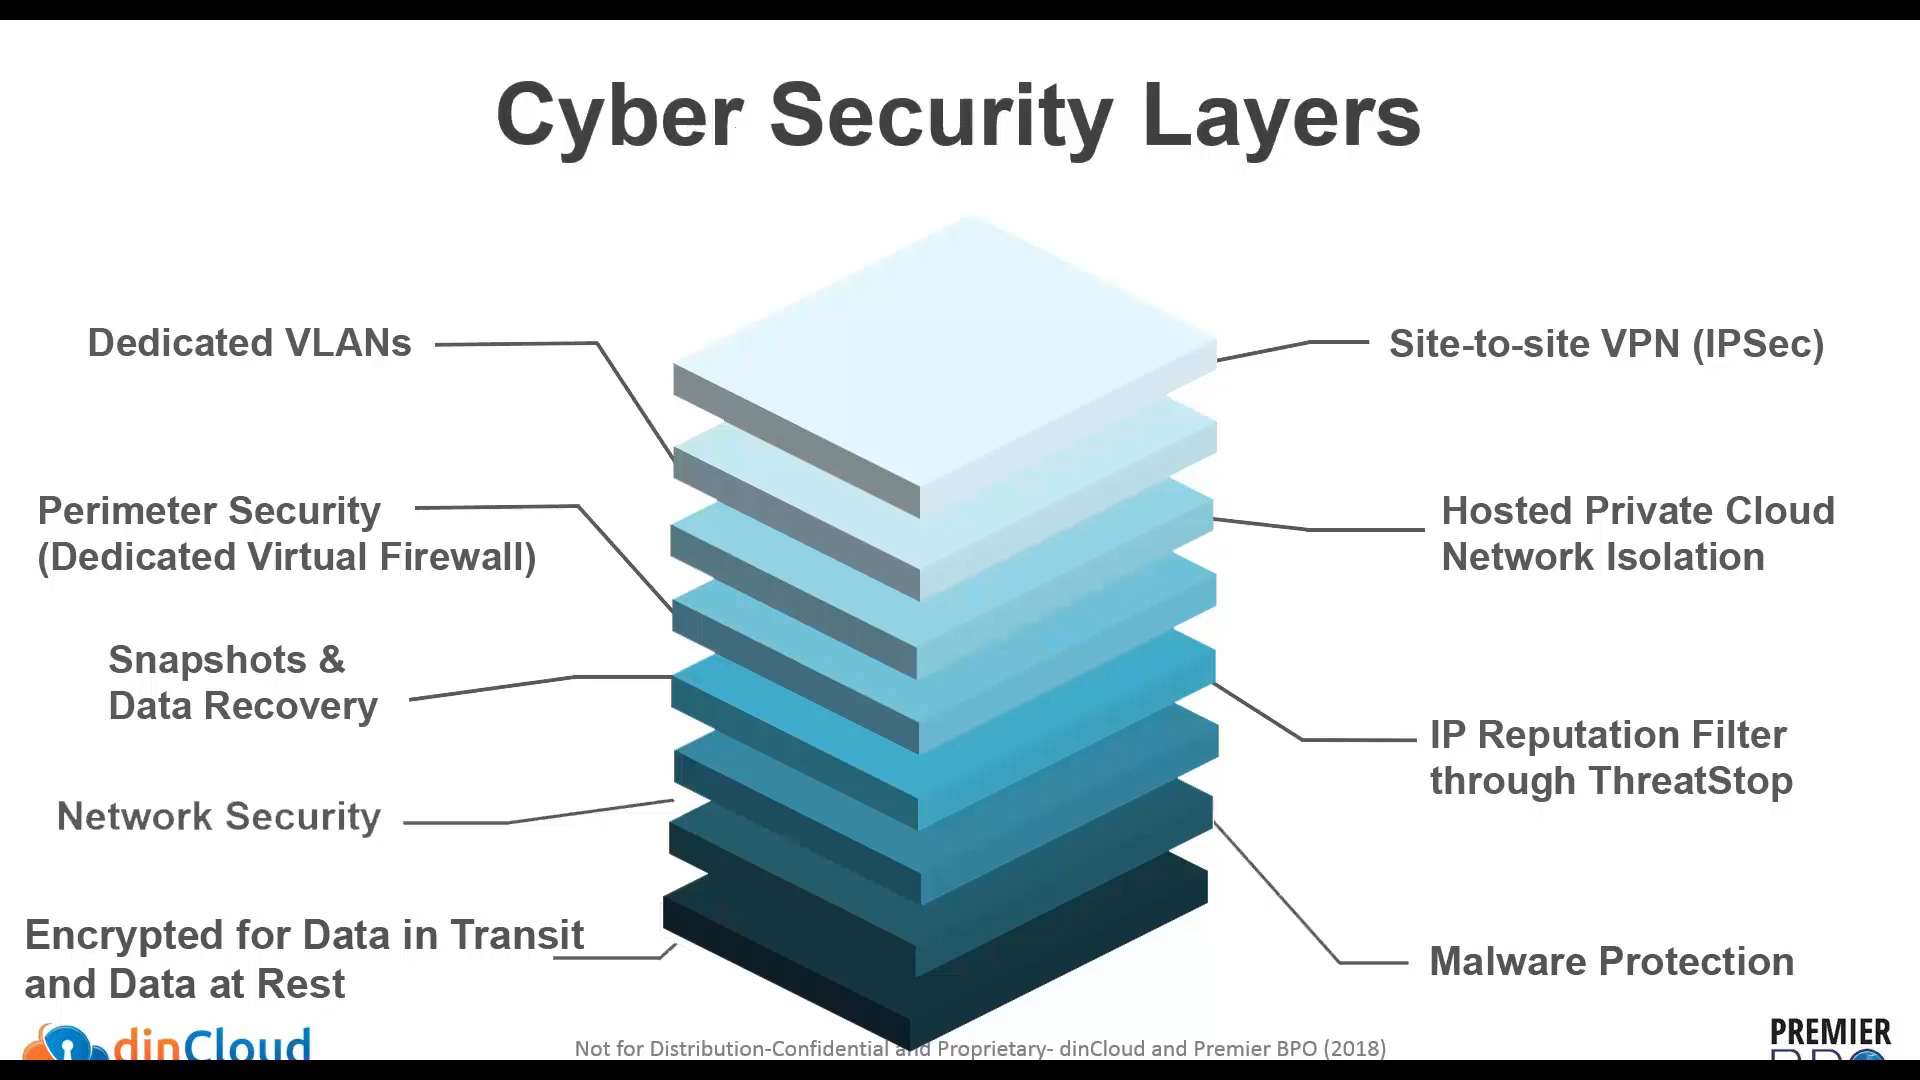 Cyber Security Layers
Dedicated VLANs
Site-to-site VPN (IPSec)
Perimeter Security
(Dedicated Virtual Firewall)
Hosted Private Cloud
Network Isolation
Snapshots &
Data Recovery
IP Reputation Filter
through ThreatStop
Network Security
Encrypted for Data in Transit
and Data at Rest
Malware Protection
dinCloud
Not for Distribution-Confidential and Proprietary- dinCloud and Premier BPO (2018)
PREMIER
BPO